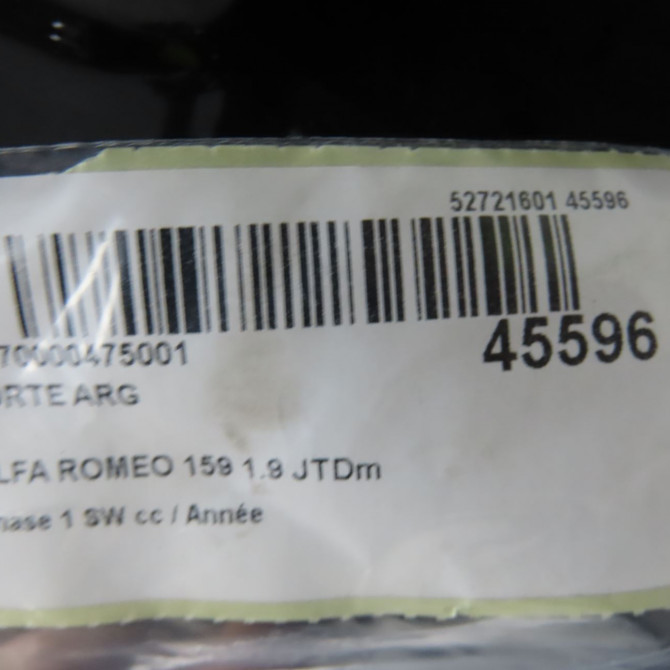 52721601 45596
70000475001
45596
ORTE ARG
LFA ROMEO 159 1.9 JTDm
hase 1 SW cc / Année